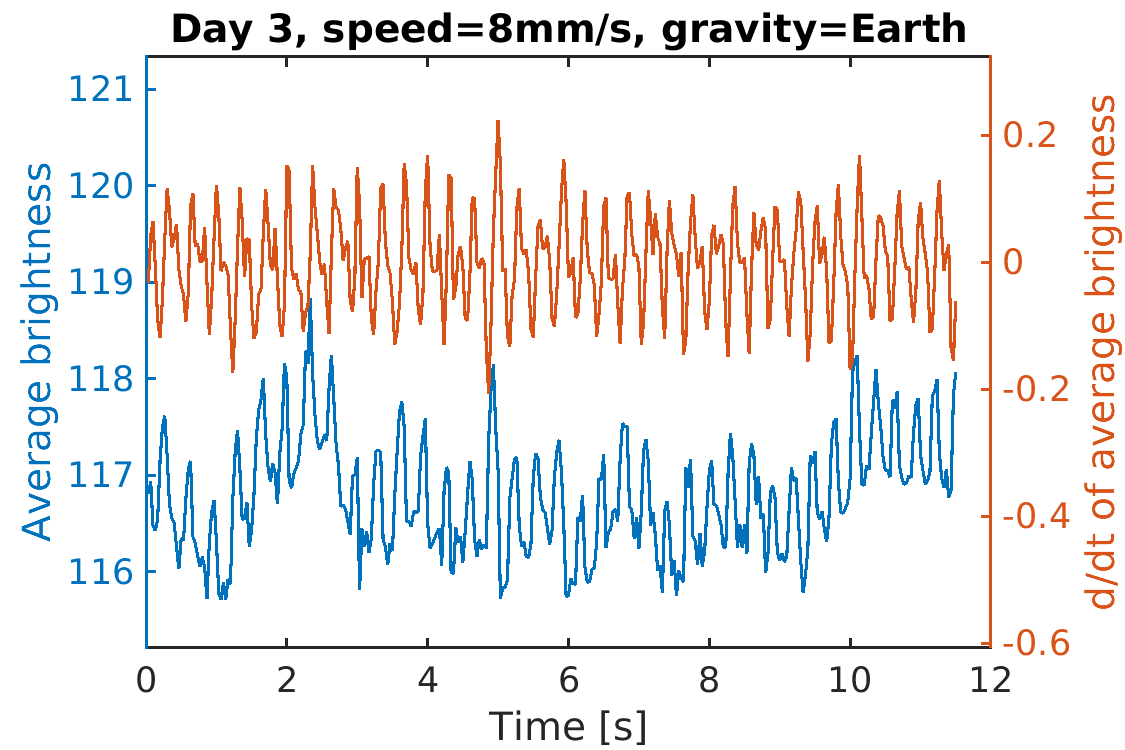 Day 3, speed=8mm/s, gravity=Earth
121
120
119
118
117
116
Average brightness
0.2
0
-0.2
-0.4
-0.6
d/dt of average brightness
0 2 4 6 8 10 12
Time [s]